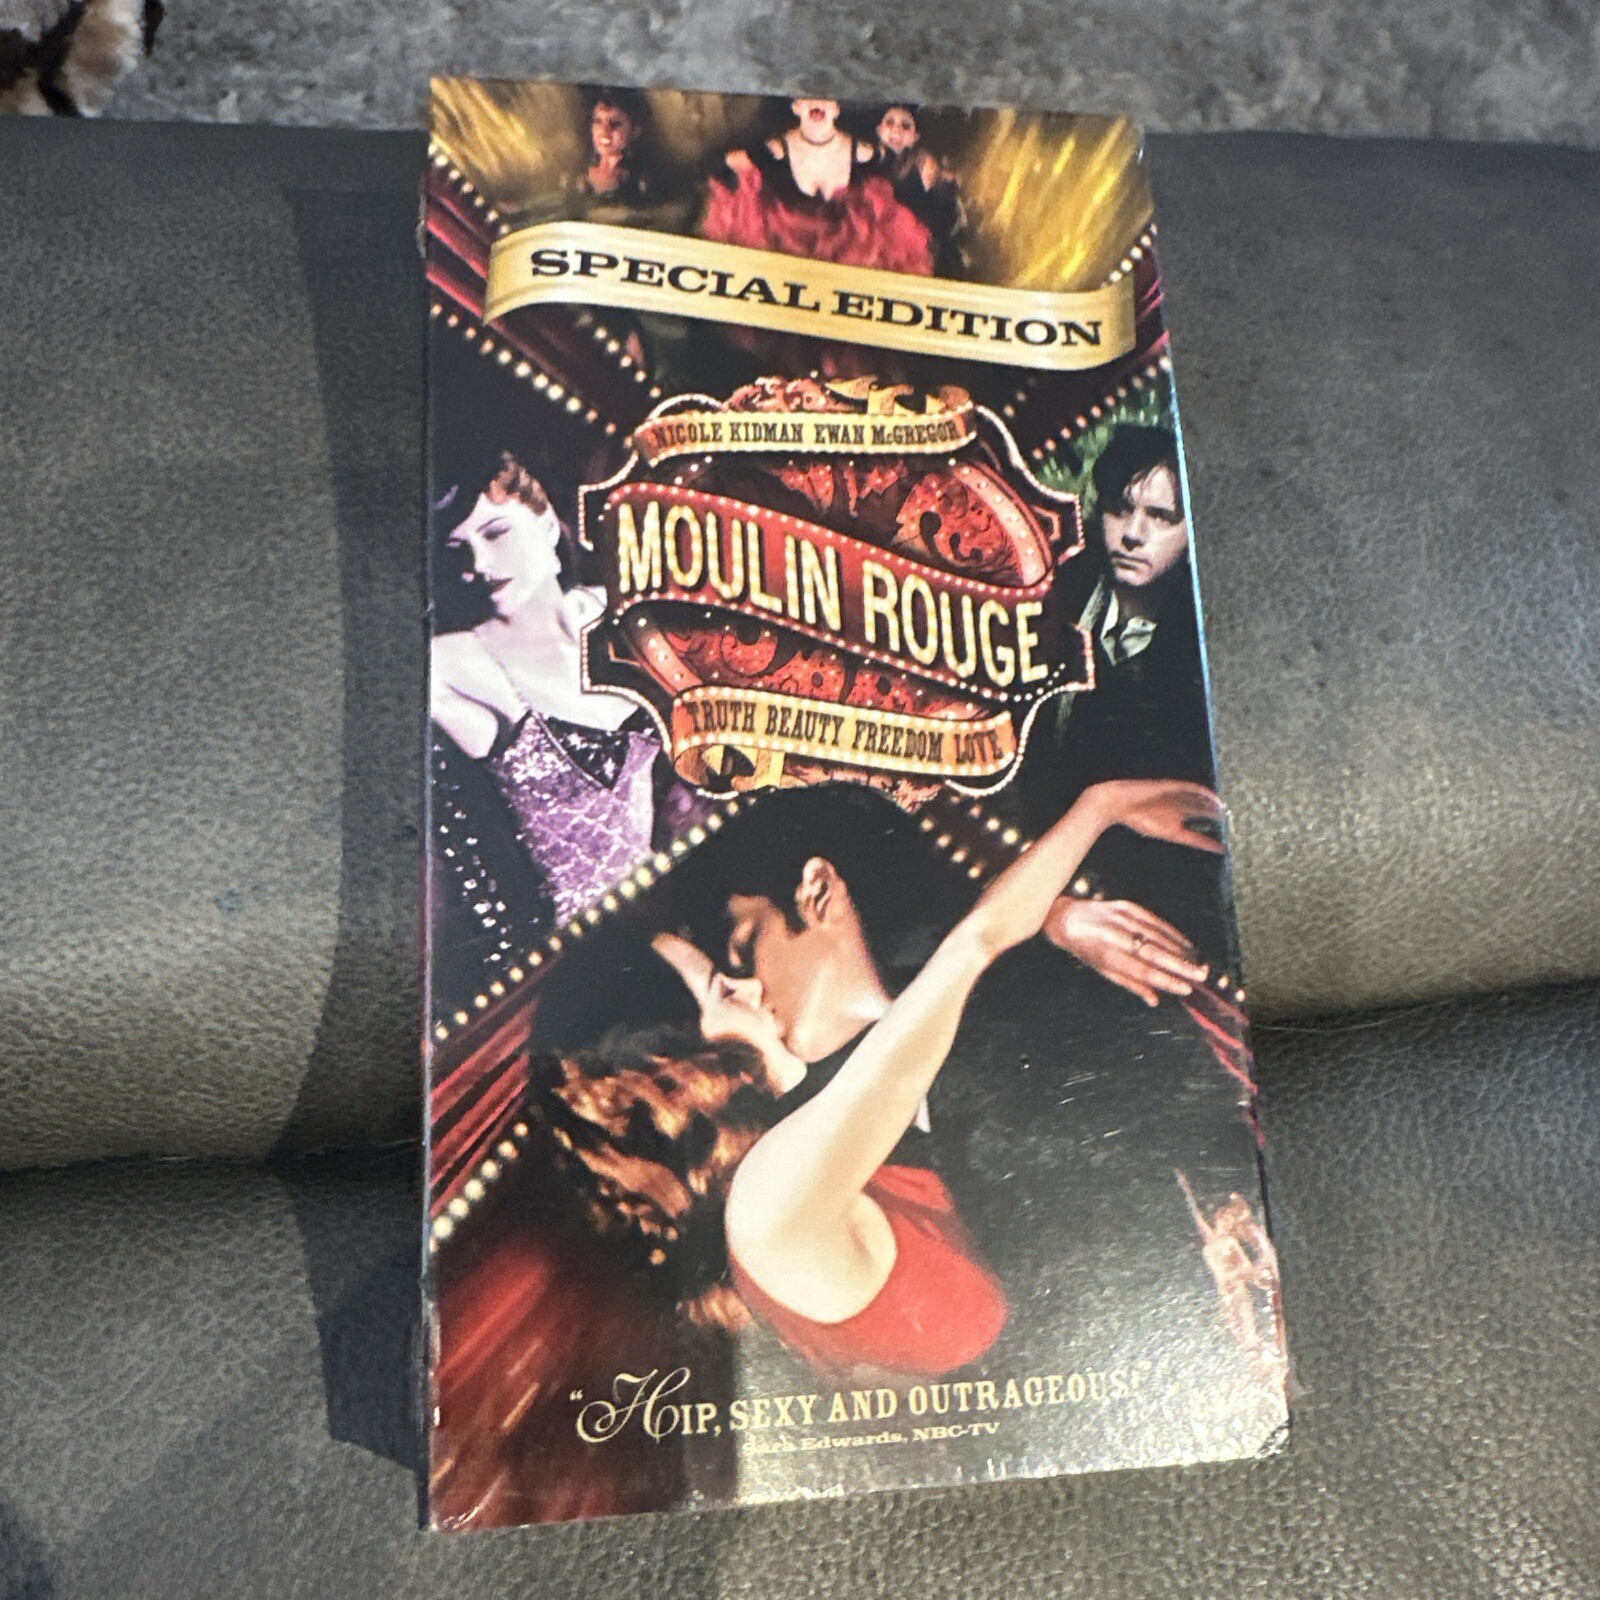 SPECIAL EDITION
NICOLE KIDMAN EWAN McGREGOR
MOULIN ROUGE
TRUTH BEAUTY FREEDOM LOVE
"HIP, SEXY AND OUTRAGEOUS!"
Sara Edwards, NBC-TV